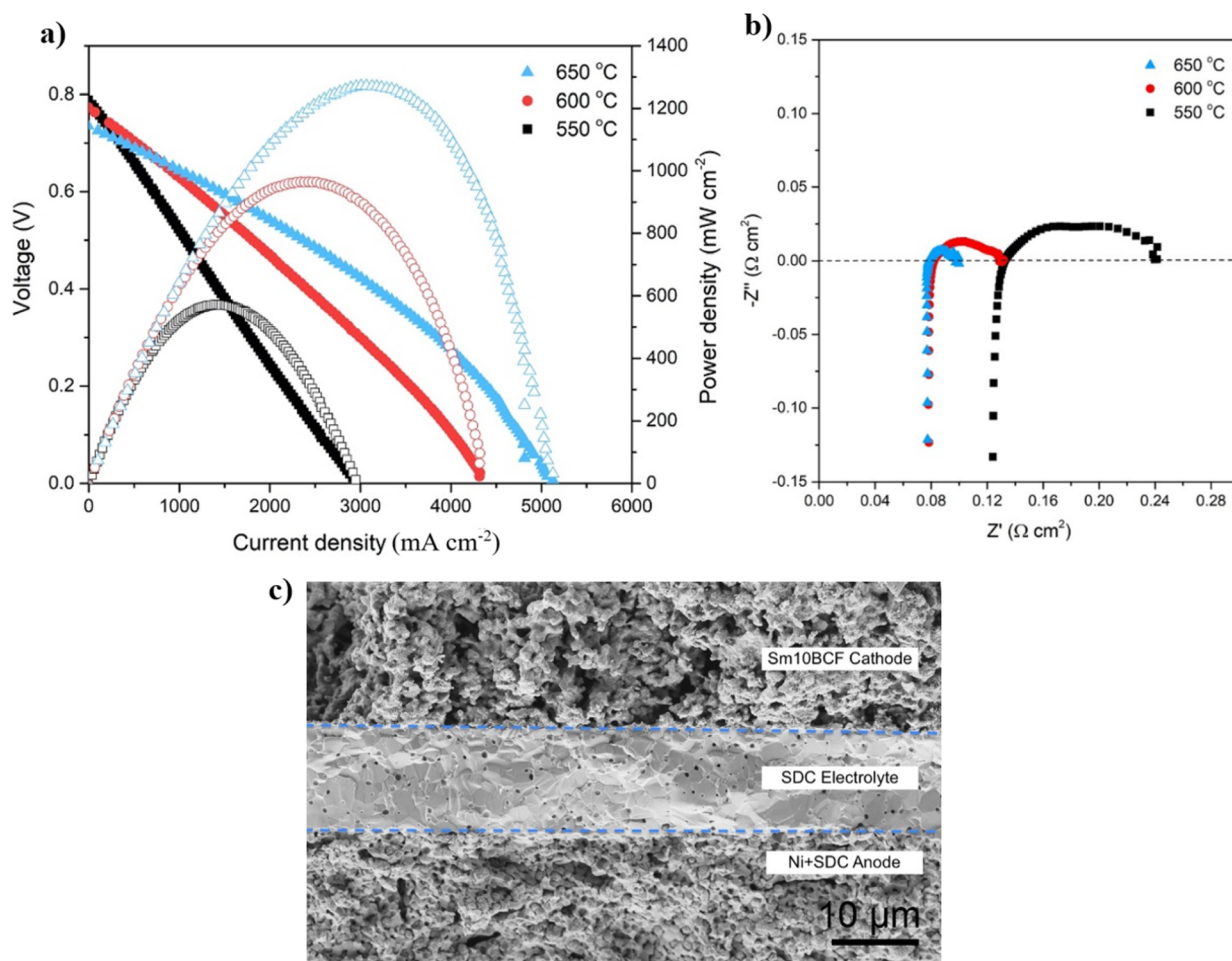 a)
650 °C
600 °C
550 °C
Voltage (V)
0.8
0.6
0.4
0.2
0.0
0
1000
2000
3000
4000
5000
6000
Current density (mA cm⁻²)
1400
1200
1000
800
600
400
200
0
Power density (mW cm⁻²)
b)
650 °C
600 °C
550 °C
-Z" (Ω cm²)
0.15
0.10
0.05
0.00
-0.05
-0.10
-0.15
0.00
0.04
0.08
0.12
0.16
0.20
0.24
0.28
Z' (Ω cm²)
c)
Sm10BCF Cathode
SDC Electrolyte
Ni+SDC Anode
10 μm